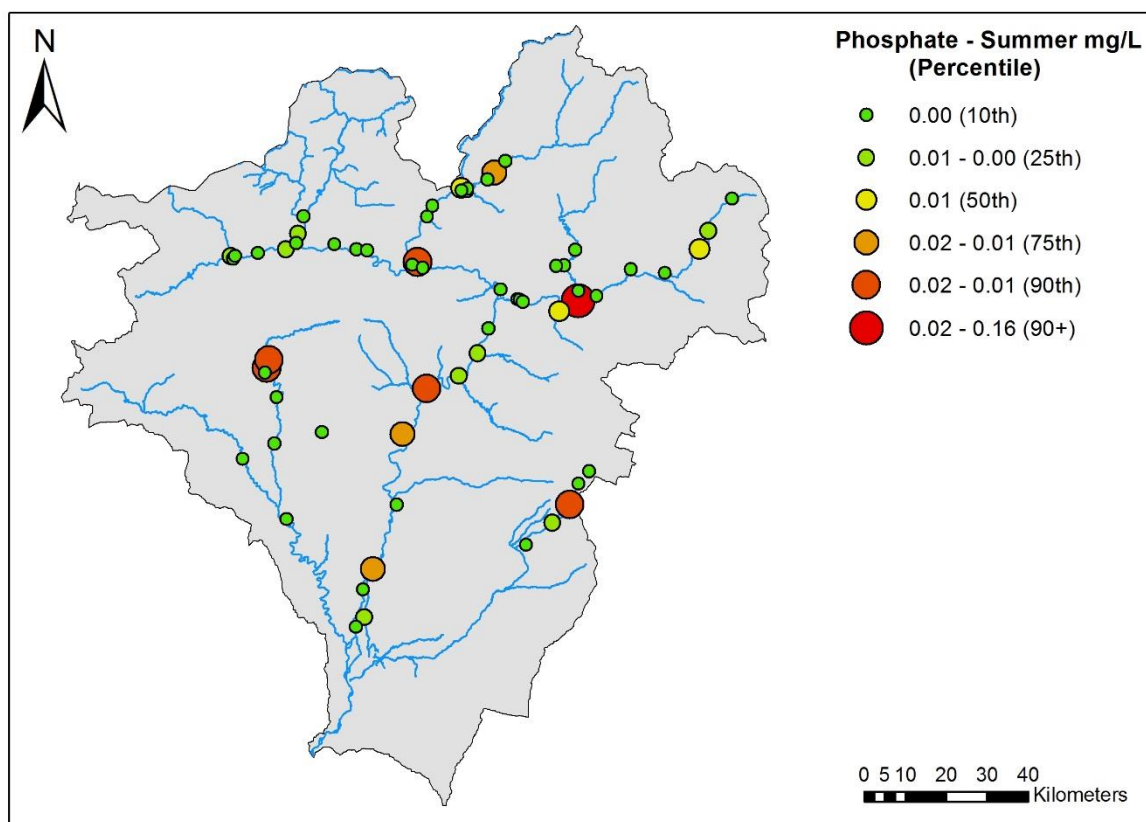 N
Phosphate - Summer mg/L
(Percentile)
0.00 (10th)
0.01 - 0.00 (25th)
0.01 (50th)
0.02 - 0.01 (75th)
0.02 - 0.01 (90th)
0.02 - 0.16 (90+)
0 5 10 20 30 40
Kilometers